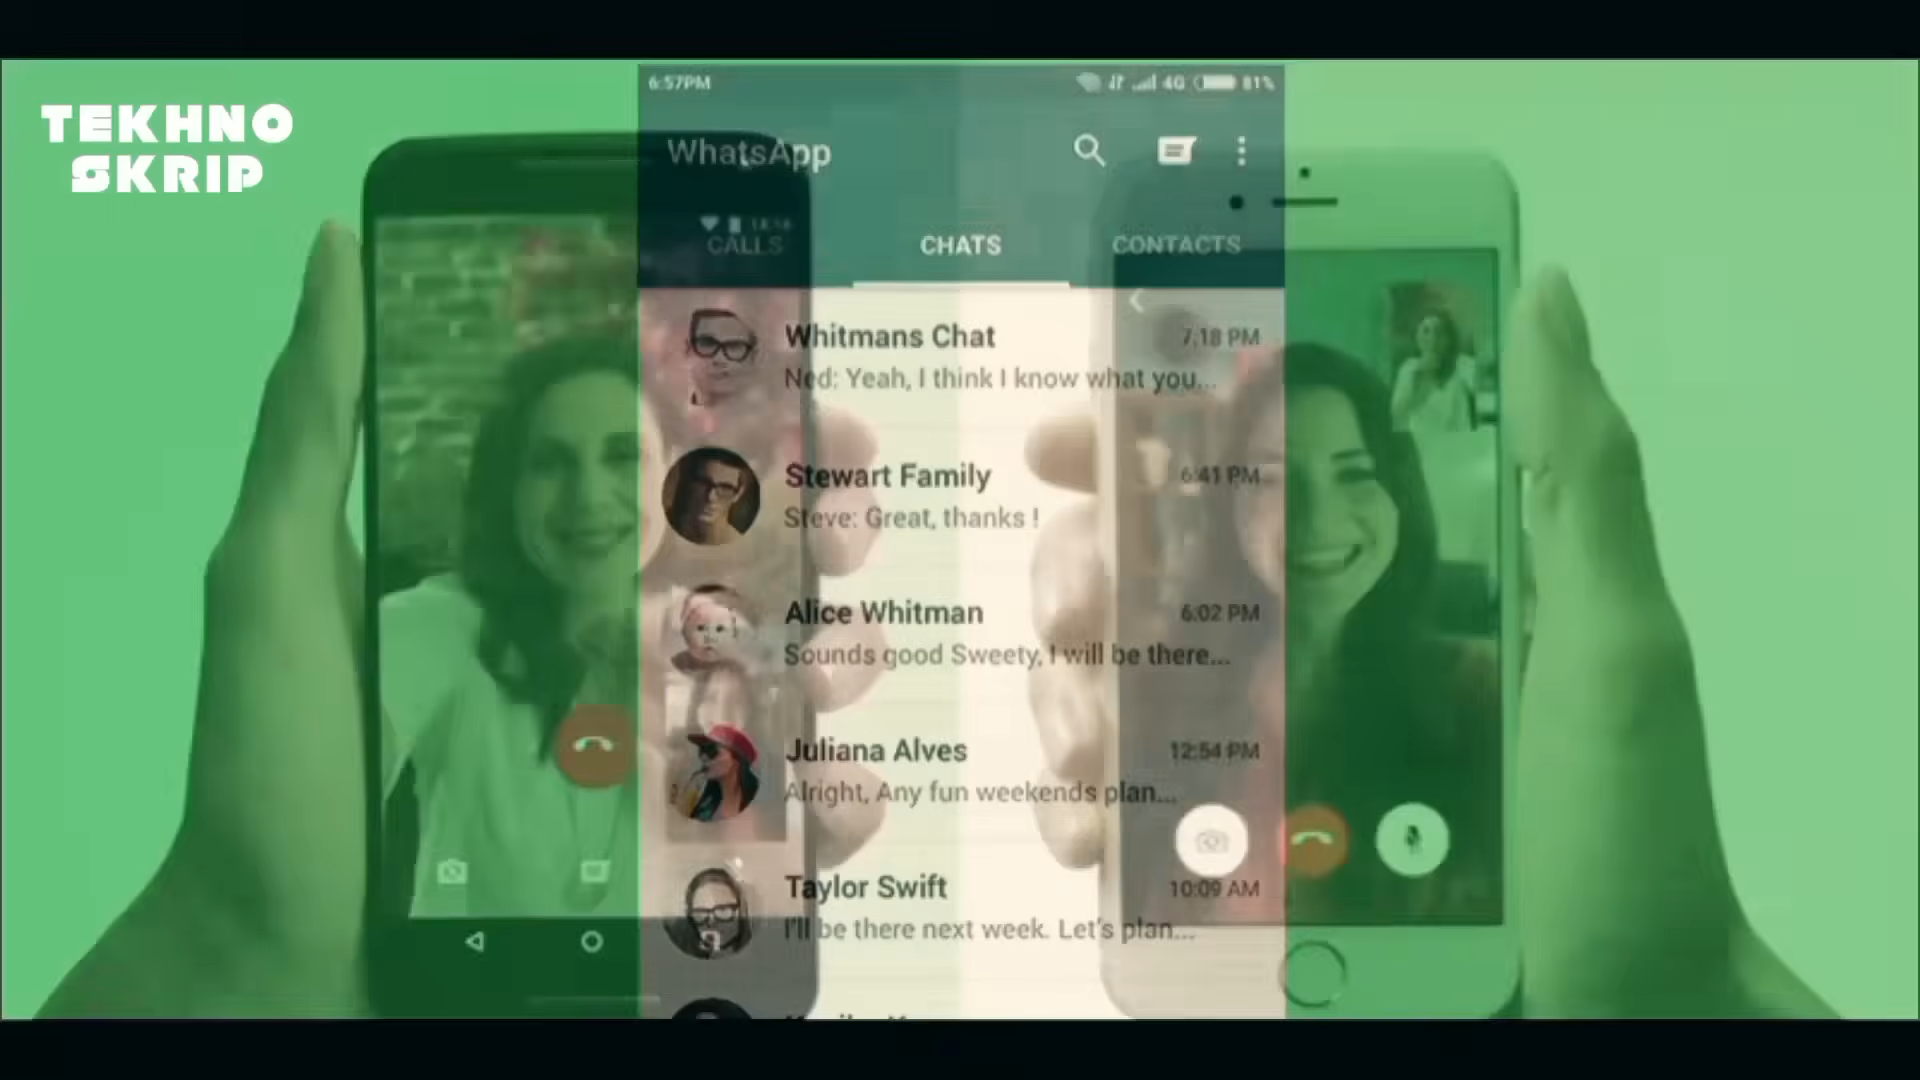 TEKHNO
SKRIP
6:57PM
4G
81%
WhatsApp
CALLS
CHATS
CONTACTS
Whitmans Chat
7:18 PM
Ned: Yeah, I think I know what you...
Stewart Family
6:41 PM
Steve: Great, thanks !
Alice Whitman
6:02 PM
Sounds good Sweety, I will be there...
Juliana Alves
12:54 PM
Alright, Any fun weekends plan...
Taylor Swift
10:09 AM
I'll be there next week. Let's plan...